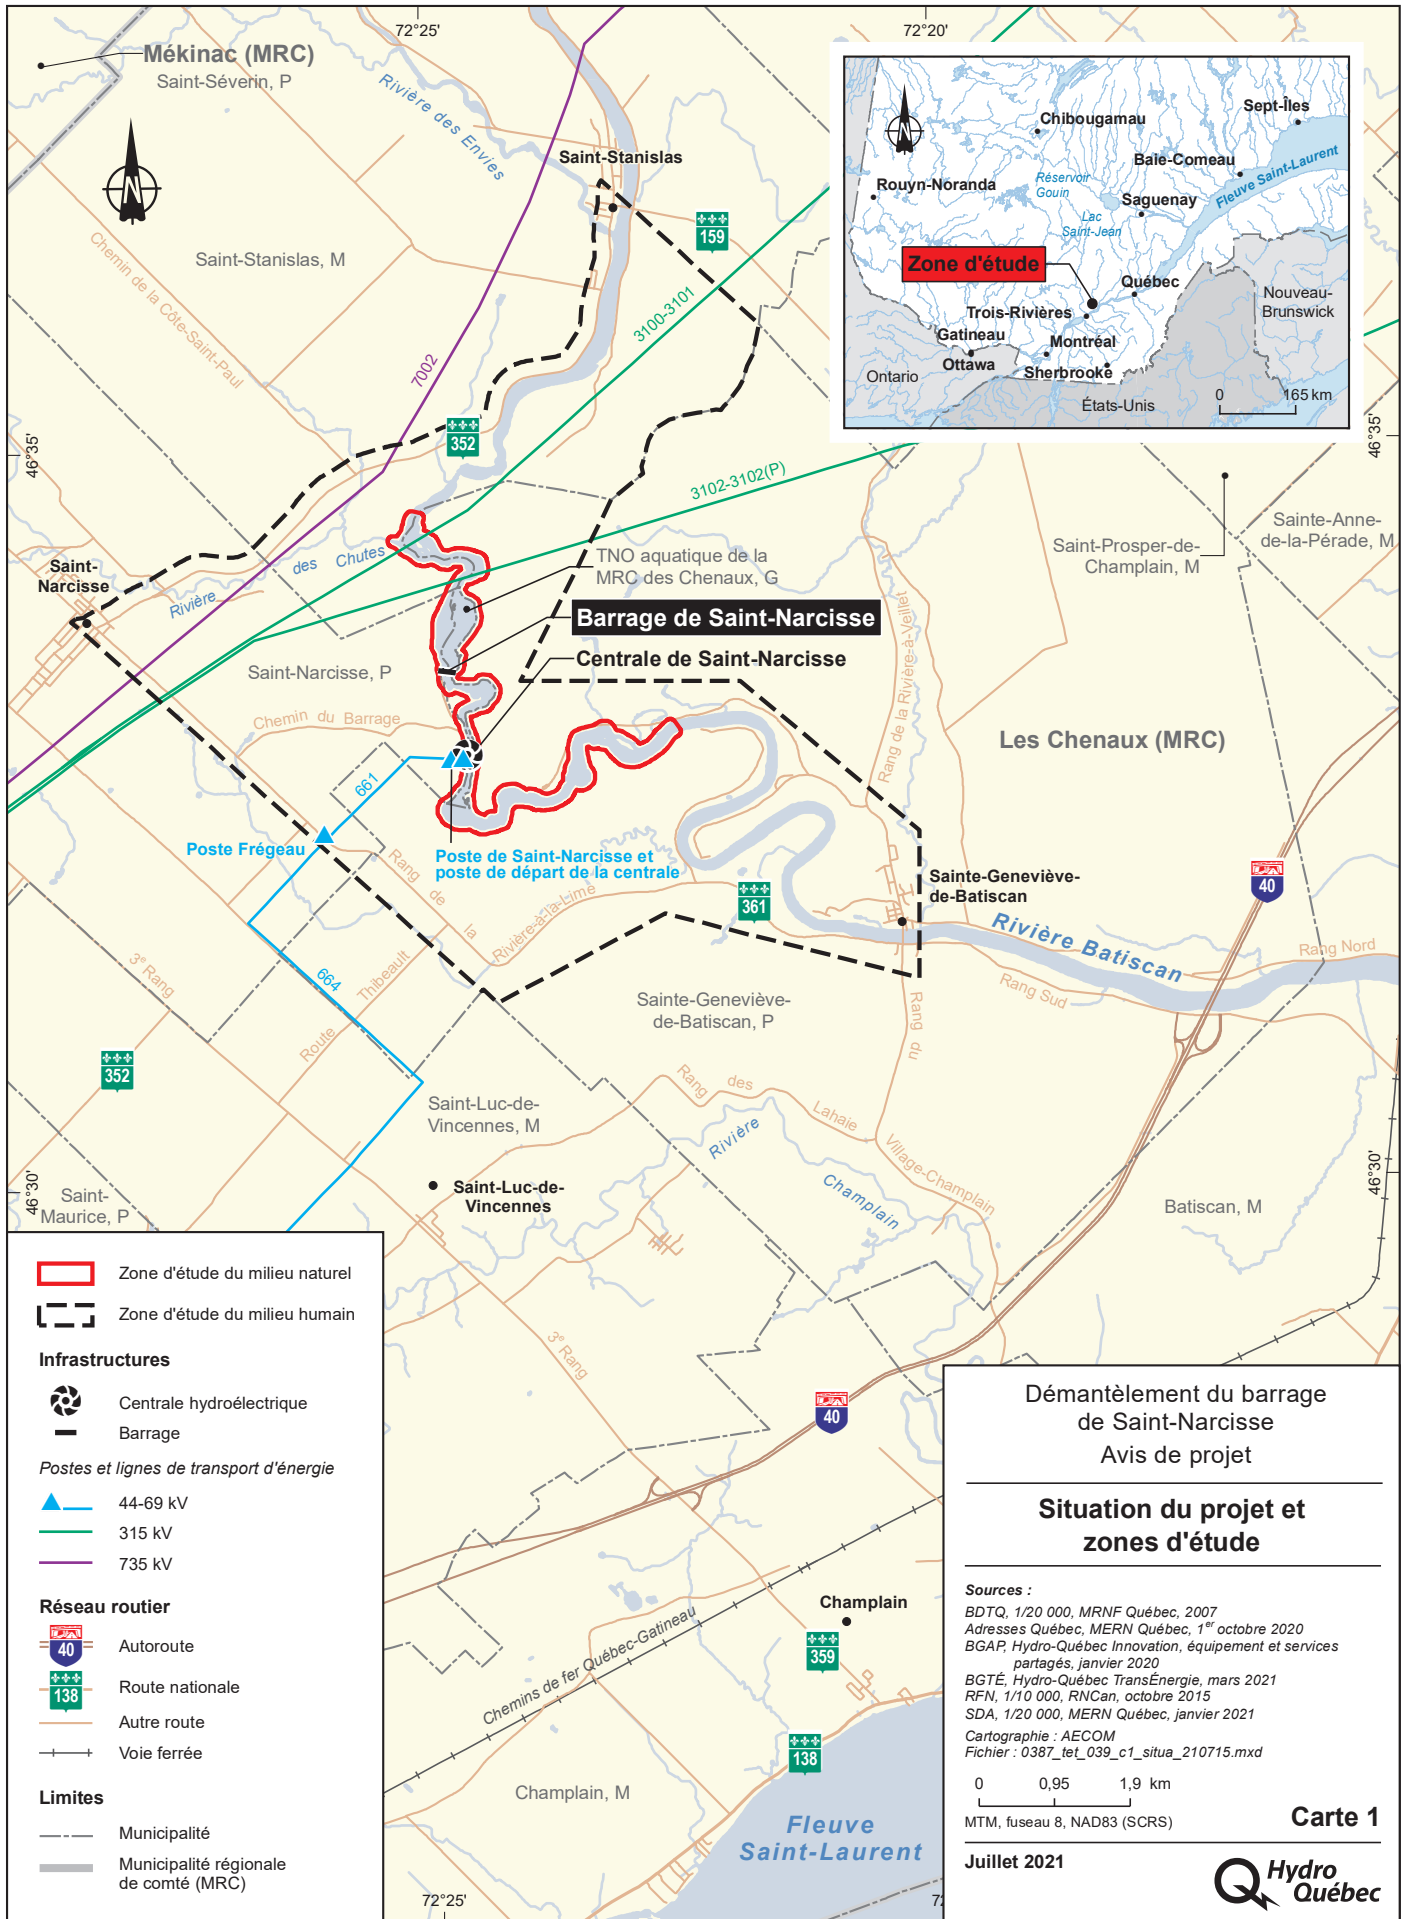 72°25'
72°20'
Mékinac (MRC)
Saint-Séverin, P
Rivière des Envies
Saint-Stanislas
159
Chemin de la Côte-Saint-Paul
Saint-Stanislas, M
7002
3100-3101
352
46°35'
46°35'
3102-3102(P)
Sept-Îles
Chibougamau
Baie-Comeau
Réservoir
Gouin
Fleuve Saint-Laurent
Rouyn-Noranda
Saguenay
Lac
Saint-Jean
Zone d'étude
Québec
Nouveau-
Brunswick
Trois-Rivières
Gatineau
Montréal
Ottawa
Sherbrooke
Ontario
États-Unis
0
165 km
Sainte-Anne-
de-la-Pérade, M
Saint-Prosper-de-
Champlain, M
Saint-
Narcisse
Rivière
des Chutes
TNO aquatique de la
MRC des Chenaux, G
Barrage de Saint-Narcisse
Centrale de Saint-Narcisse
Saint-Narcisse, P
Rang de la Rivière-à-Veillet
Chemin du Barrage
Les Chenaux (MRC)
661
Poste Frégeau
Poste de Saint-Narcisse et
poste de départ de la centrale
Rang de la Rivière-à-la-Lime
361
Sainte-Geneviève-
de-Batiscan
40
Rivière Batiscan
Rang Nord
Rang Sud
3e Rang
664
Route Thibeault
Sainte-Geneviève-
de-Batiscan, P
Rang du Village-Champlain
352
Rang des Lahaie
Saint-Luc-de-
Vincennes, M
Rivière Champlain
46°30'
46°30'
Saint-
Maurice, P
Saint-Luc-de-
Vincennes
Batiscan, M
3e Rang
40
Champlain
359
Chemins de fer Québec-Gatineau
138
Champlain, M
Fleuve
Saint-Laurent
72°25'
Zone d'étude du milieu naturel
Zone d'étude du milieu humain
Infrastructures
Centrale hydroélectrique
Barrage
Postes et lignes de transport d'énergie
44-69 kV
315 kV
735 kV
Réseau routier
40
Autoroute
138
Route nationale
Autre route
Voie ferrée
Limites
Municipalité
Municipalité régionale
de comté (MRC)
Démantèlement du barrage
de Saint-Narcisse
Avis de projet
Situation du projet et
zones d'étude
Sources :
BDTQ, 1/20 000, MRNF Québec, 2007
Adresses Québec, MERN Québec, 1er octobre 2020
BGAP, Hydro-Québec Innovation, équipement et services
partagés, janvier 2020
BGTÉ, Hydro-Québec TransÉnergie, mars 2021
RFN, 1/10 000, RNCan, octobre 2015
SDA, 1/20 000, MERN Québec, janvier 2021
Cartographie : AECOM
Fichier : 0387_tet_039_c1_situa_210715.mxd
0 0,95 1,9 km
MTM, fuseau 8, NAD83 (SCRS)
Carte 1
Juillet 2021
Hydro
Québec